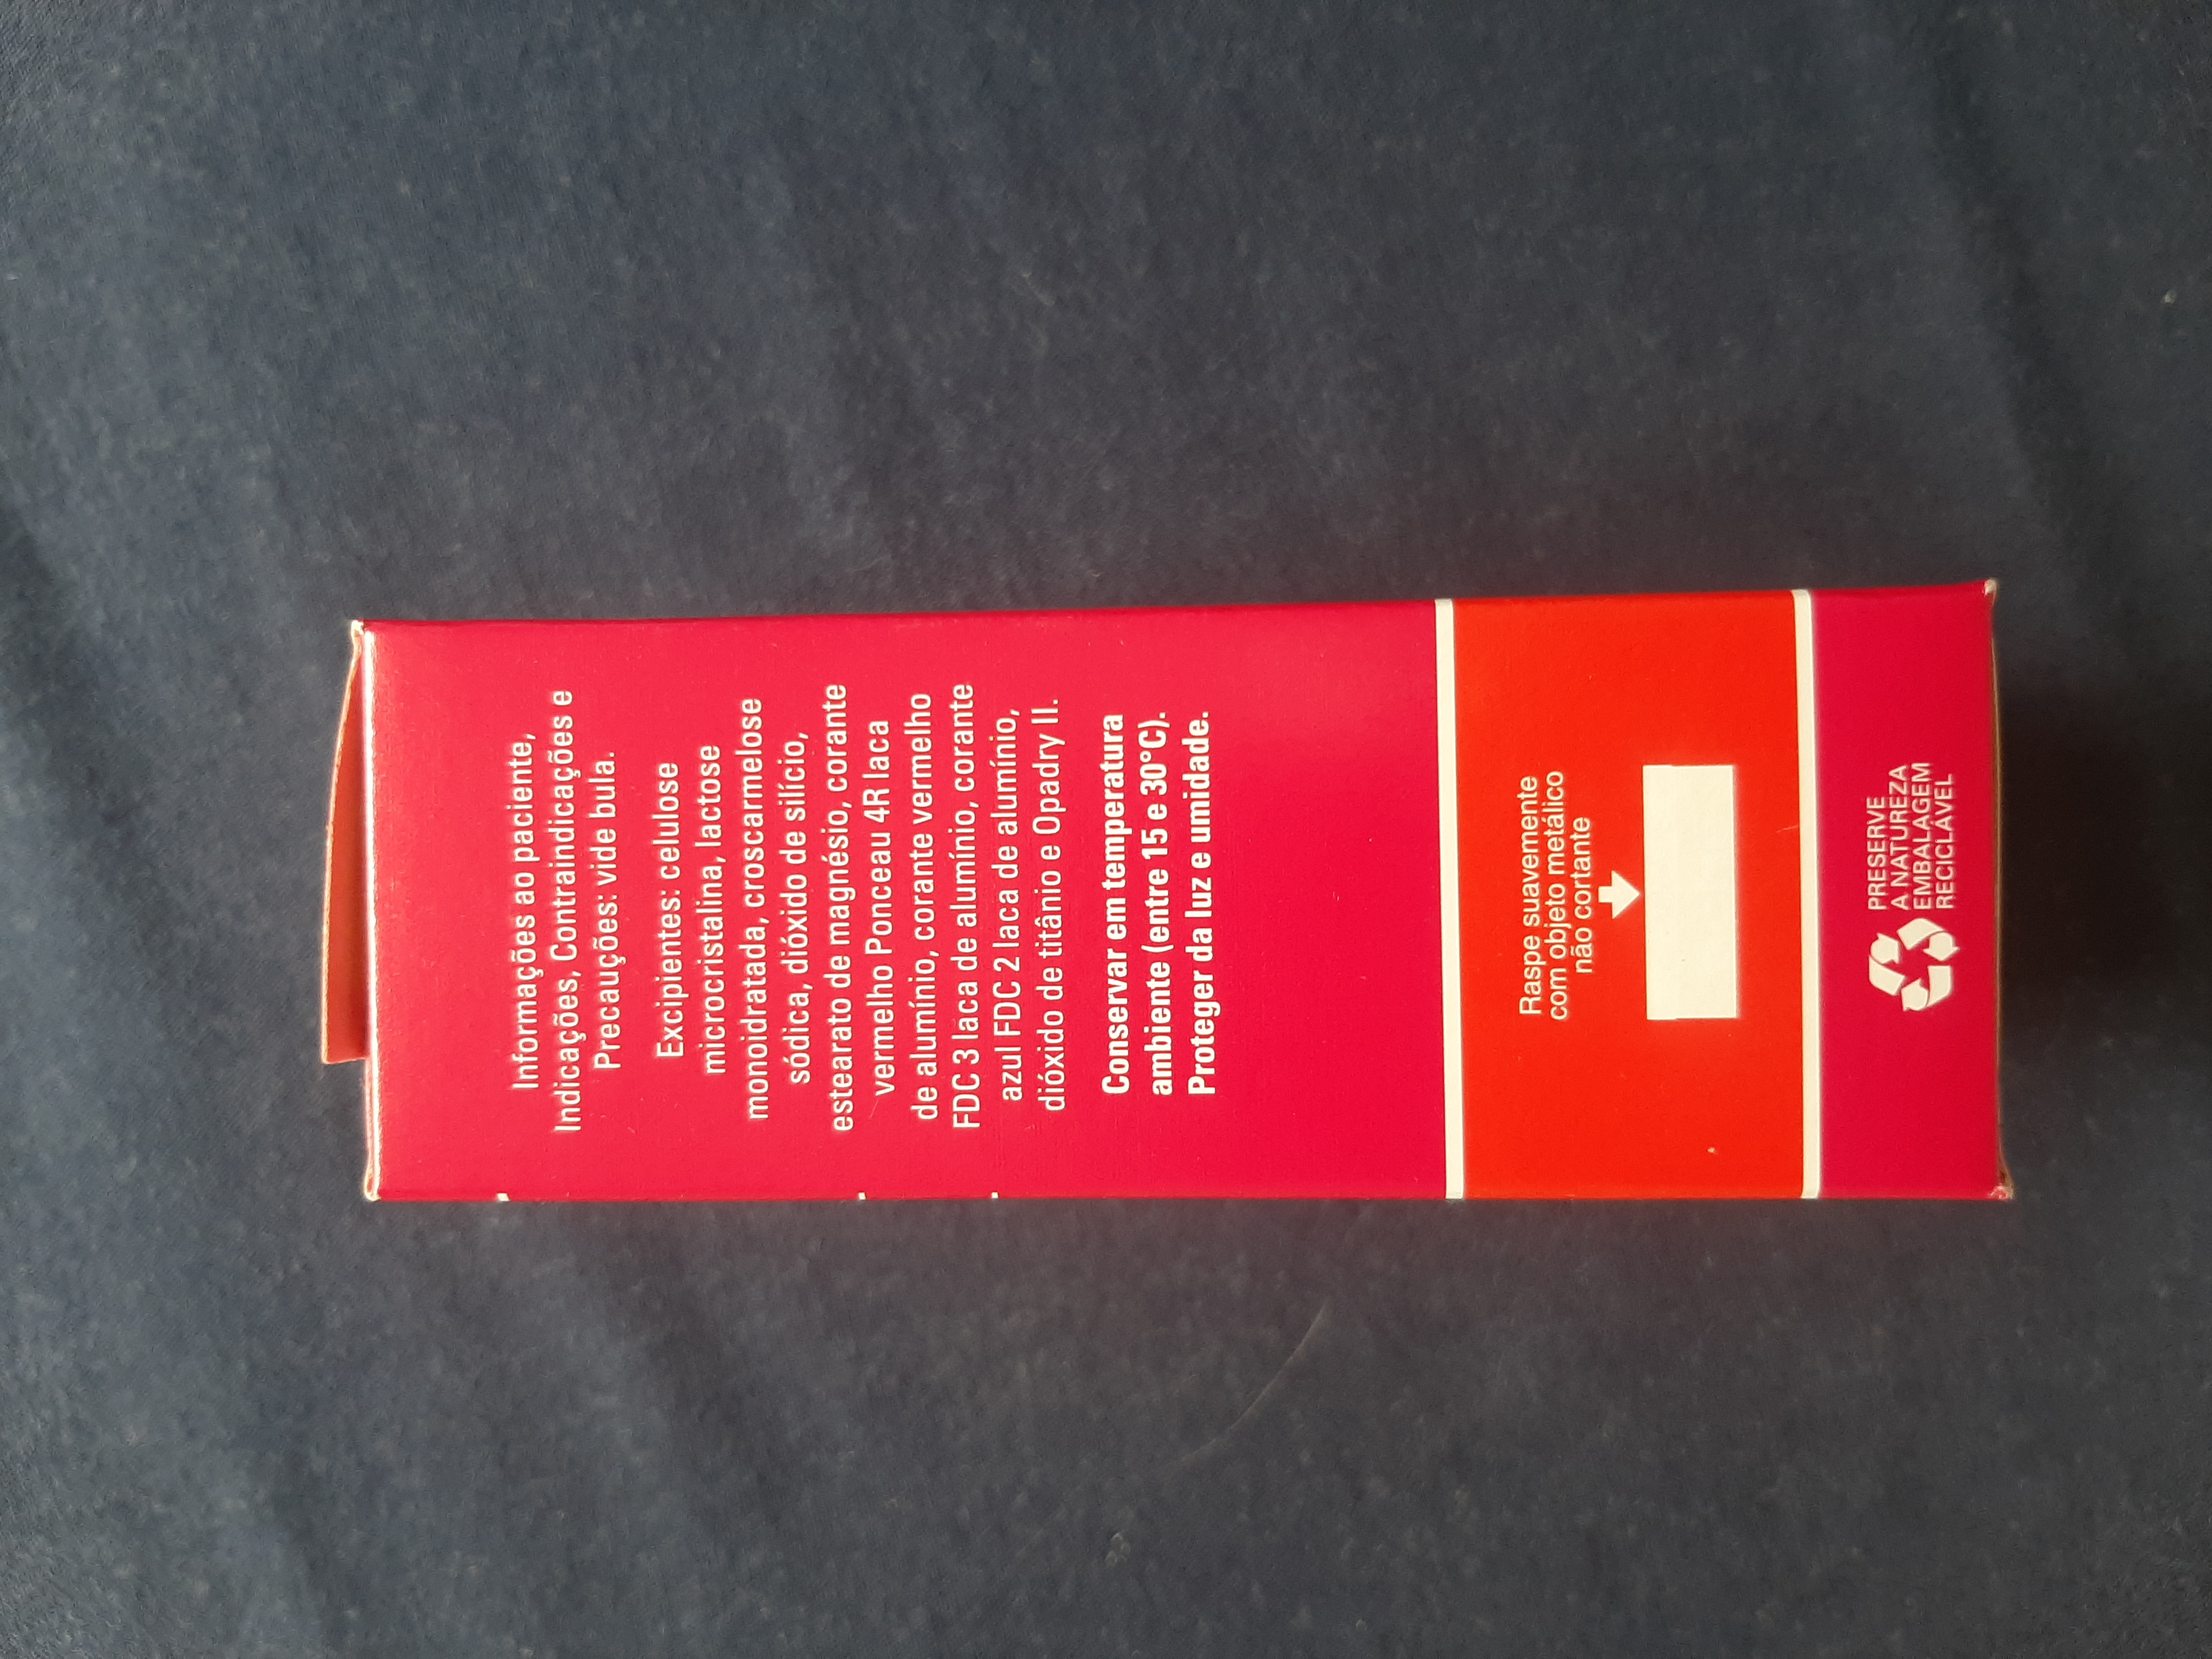 Informações ao paciente,
Indicações, Contraindicações e
Precauções: vide bula.
Excipientes: celulose
microcristalina, lactose
monoidratada, croscarmelose
sódica, dióxido de silício,
estearato de magnésio, corante
vermelho Ponceau 4R laca
de alumínio, corante vermelho
FDC 3 laca de alumínio, corante
azul FDC 2 laca de alumínio,
dióxido de titânio e Opadry II.
Conservar em temperatura
ambiente (entre 15 e 30°C).
Proteger da luz e umidade.
Raspe suavemente
com objeto metálico
não cortante
PRESERVE
A NATUREZA
EMBALAGEM
RECICLÁVEL